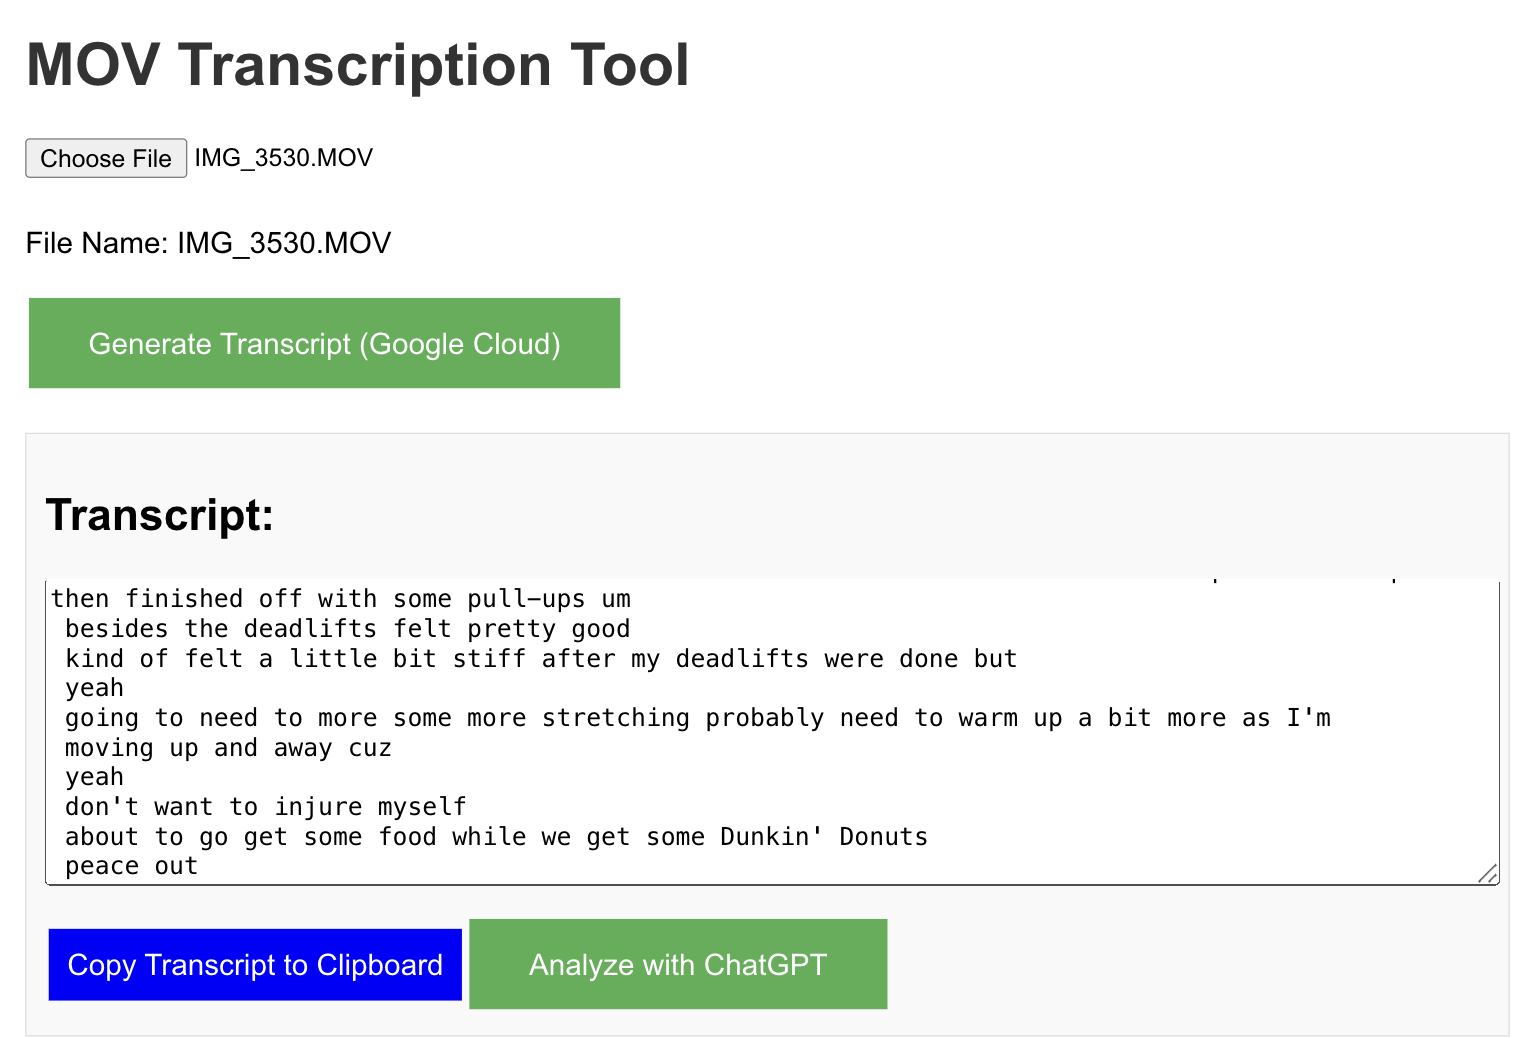 MOV Transcription Tool
Choose File IMG_3530.MOV
File Name: IMG_3530.MOV
Generate Transcript (Google Cloud)
Transcript:
then finished off with some pull-ups um
besides the deadlifts felt pretty good
kind of felt a little bit stiff after my deadlifts were done but
yeah
going to need to more some more stretching probably need to warm up a bit more as I'm
moving up and away cuz
yeah
don't want to injure myself
about to go get some food while we get some Dunkin' Donuts
peace out
Copy Transcript to Clipboard Analyze with ChatGPT